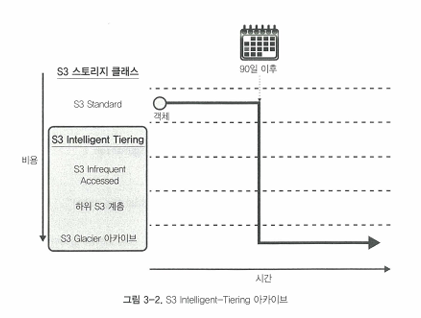 90일 이후
S3 스토리지 클래스
S3 Standard
객체
S3 Intelligent Tiering
비용
S3 Infrequent
Accessed
하위 S3 계층
S3 Glacier 아카이브
시간
그림 3-2. S3 Intelligent-Tiering 아카이브